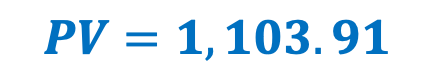 PV = 1,103.91